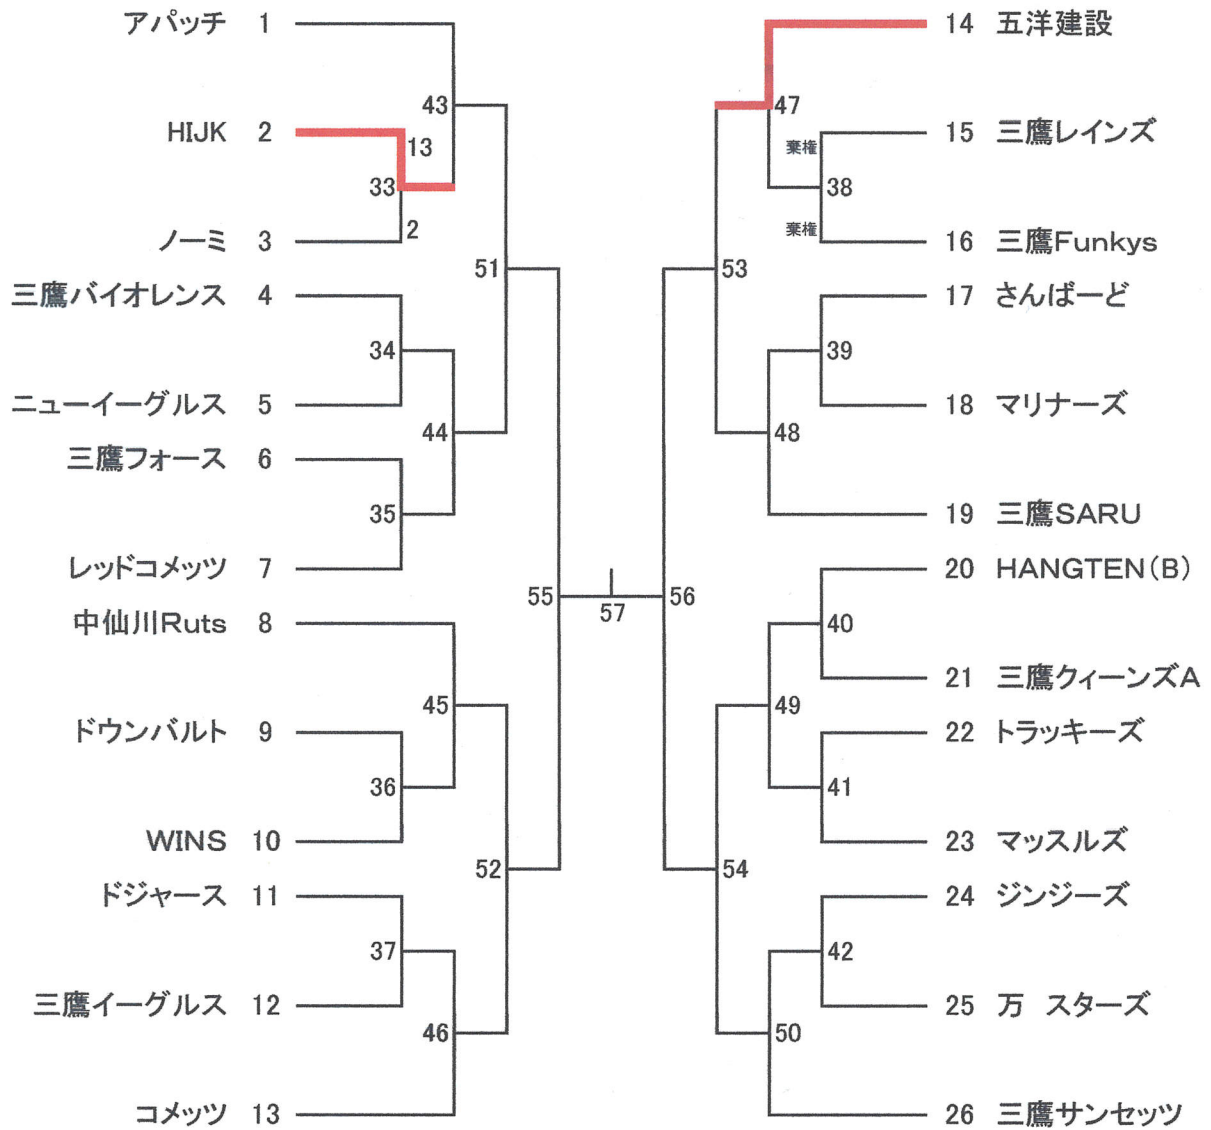 アパッチ 1
HIJK 2
ノーミ 3
三鷹バイオレンス 4
ニューイーグルス 5
三鷹フォース 6
レッドコメッツ 7
中仙川Ruts 8
ドウンバルト 9
WINS 10
ドジャース 11
三鷹イーグルス 12
コメッツ 13
43
13
33
2
51
34
44
35
55
45
36
52
37
46
57
14 五洋建設
15 三鷹レインズ
16 三鷹Funkys
17 さんぱーど
18 マリナーズ
19 三鷹SARU
20 HANGTEN(B)
21 三鷹クィーンズA
22 トラッキーズ
23 マッスルズ
24 ジンジーズ
25 万 スターズ
26 三鷹サンセッツ
47
棄権
38
棄権
53
39
48
56
40
49
41
54
42
50